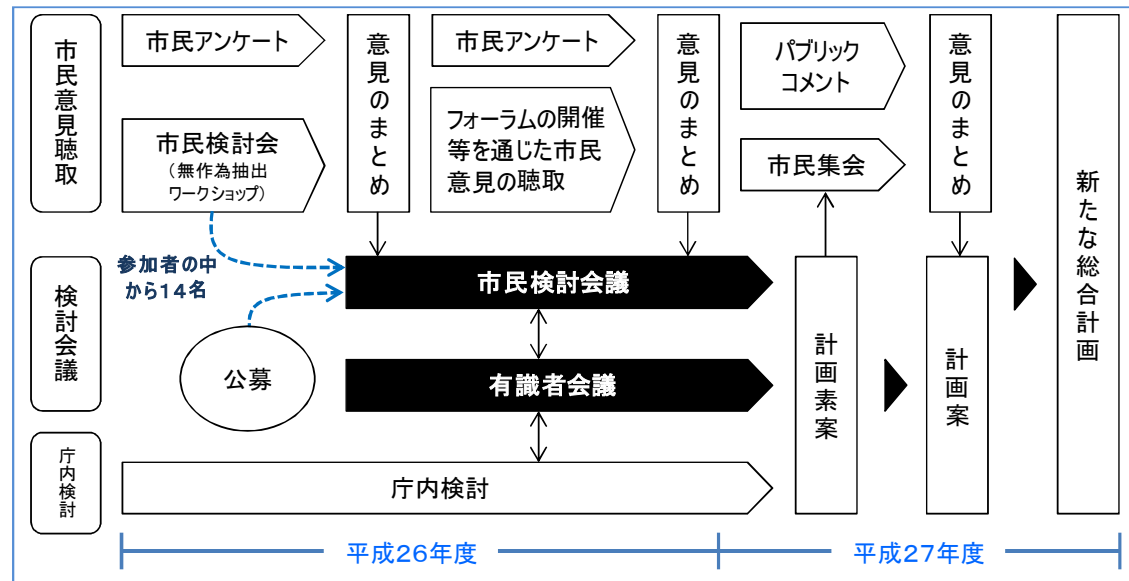 市民意見聴取
市民アンケート
市民検討会
（無作為抽出
ワークショップ）
意見のまとめ
市民アンケート
フォーラムの開催
等を通じた市民
意見の聴取
意見のまとめ
パブリック
コメント
市民集会
意見のまとめ
新たな総合計画
検討会議
参加者の中
から14名
公募
市民検討会議
有識者会議
計画素案
計画案
庁内検討
庁内検討
平成26年度
平成27年度